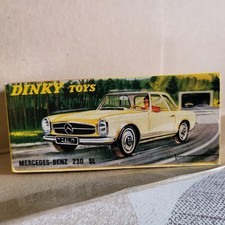 DINKY TOYS
MERCEDES-BENZ 230 SL